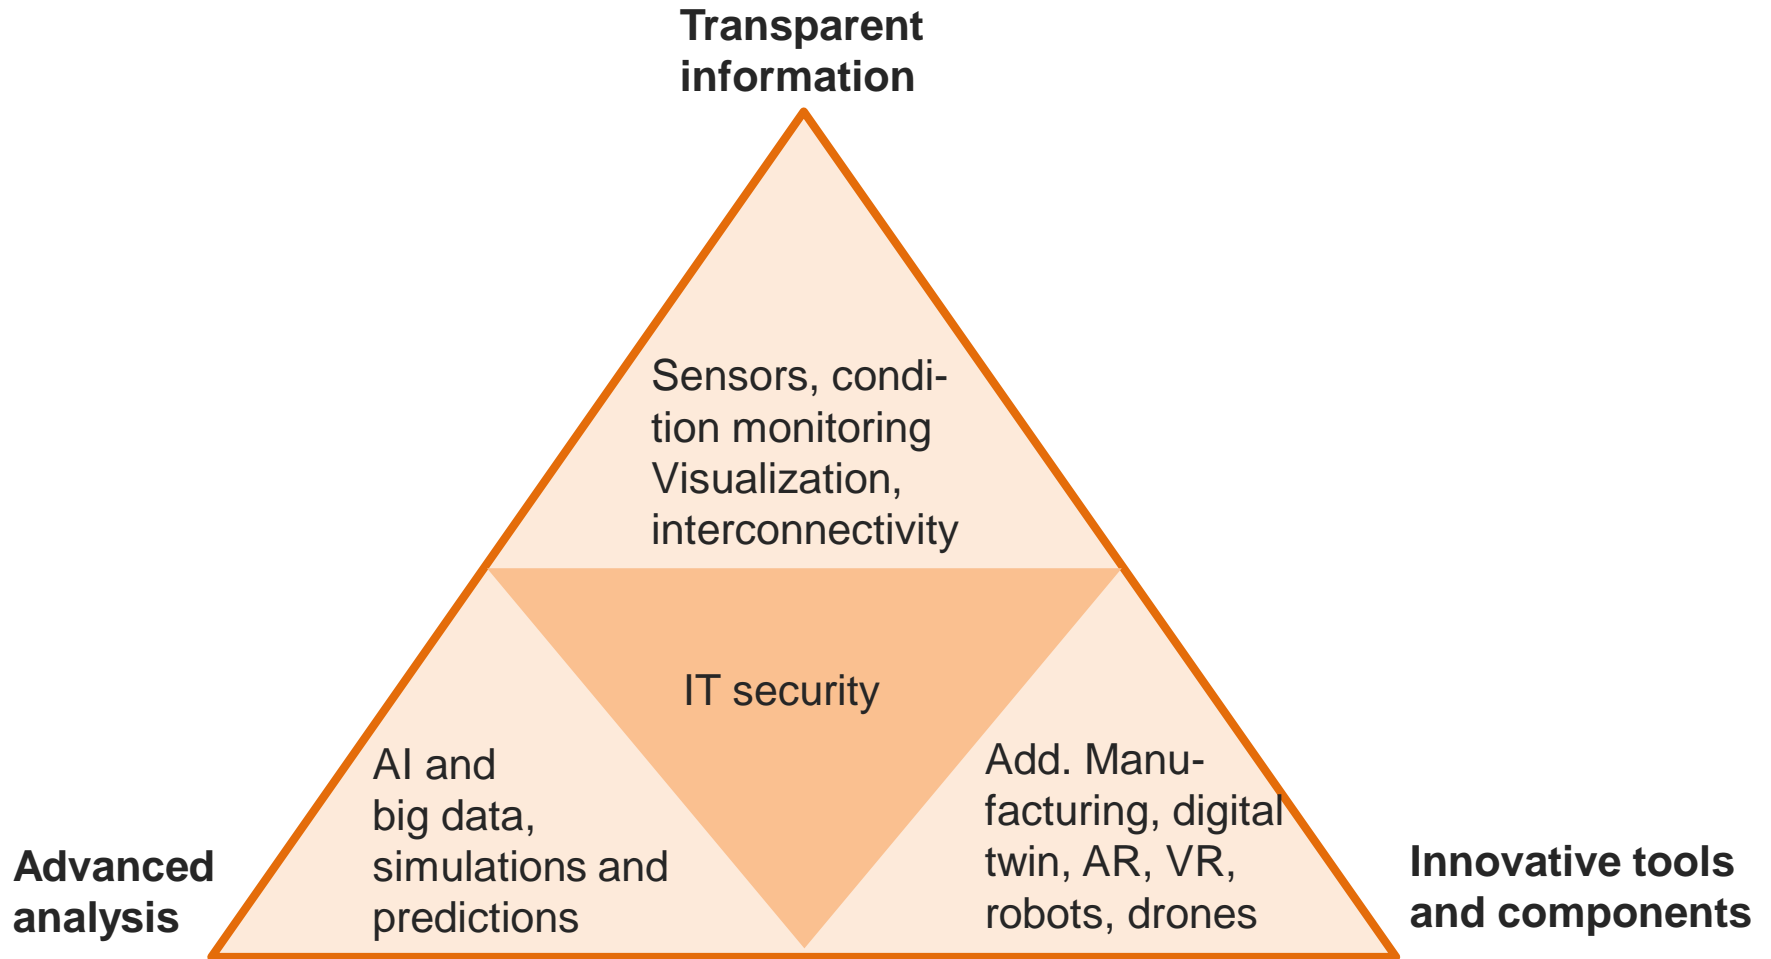 Transparent
information
Sensors, condi-
tion monitoring
Visualization,
interconnectivity
IT security
AI and
big data,
simulations and
predictions
Add. Manu-
facturing, digital
twin, AR, VR,
robots, drones
Advanced
analysis
Innovative tools
and components